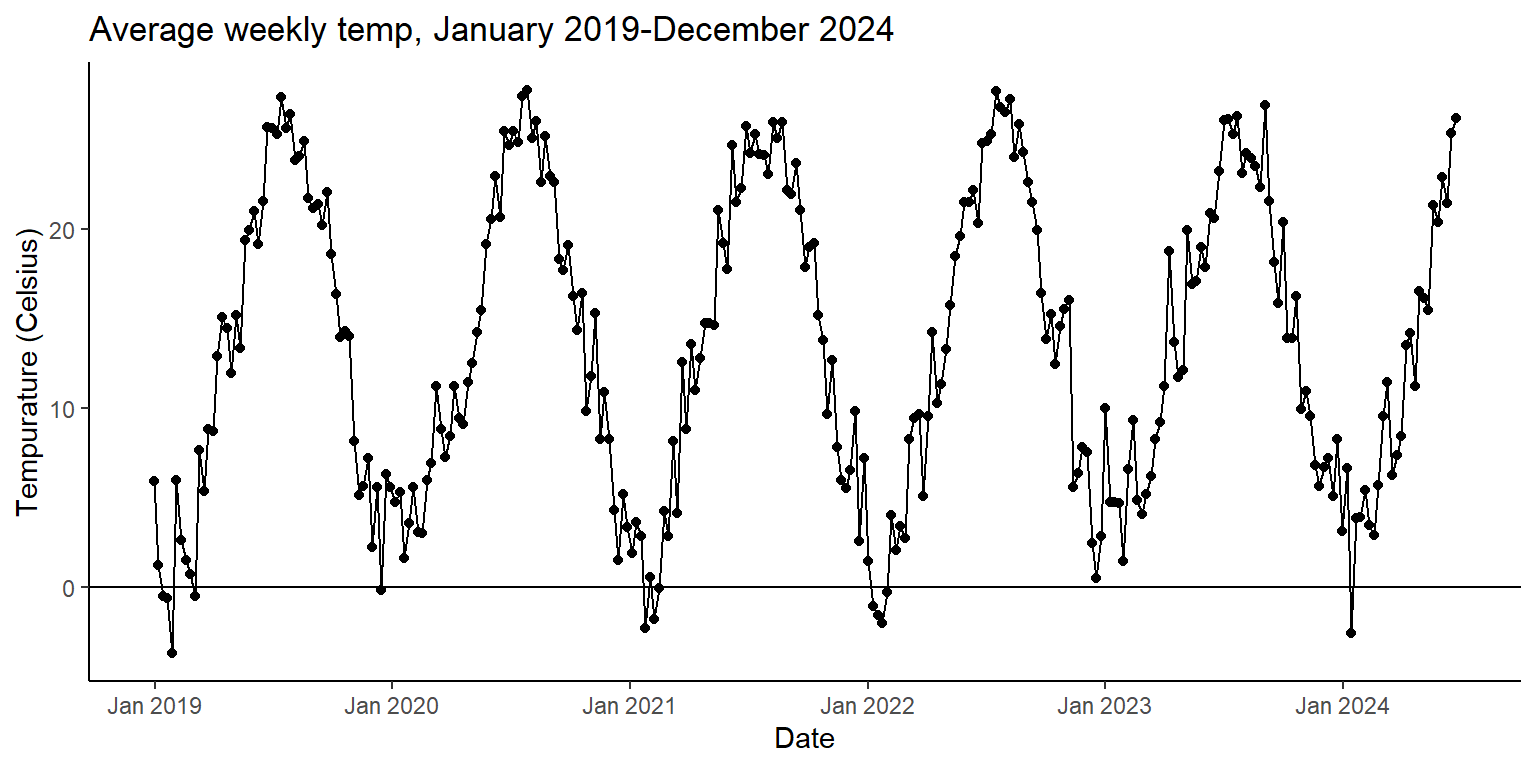 Average weekly temp, January 2019-December 2024
Tempurature (Celsius)
20
10
0
Jan 2019
Jan 2020
Jan 2021
Jan 2022
Jan 2023
Jan 2024
Date